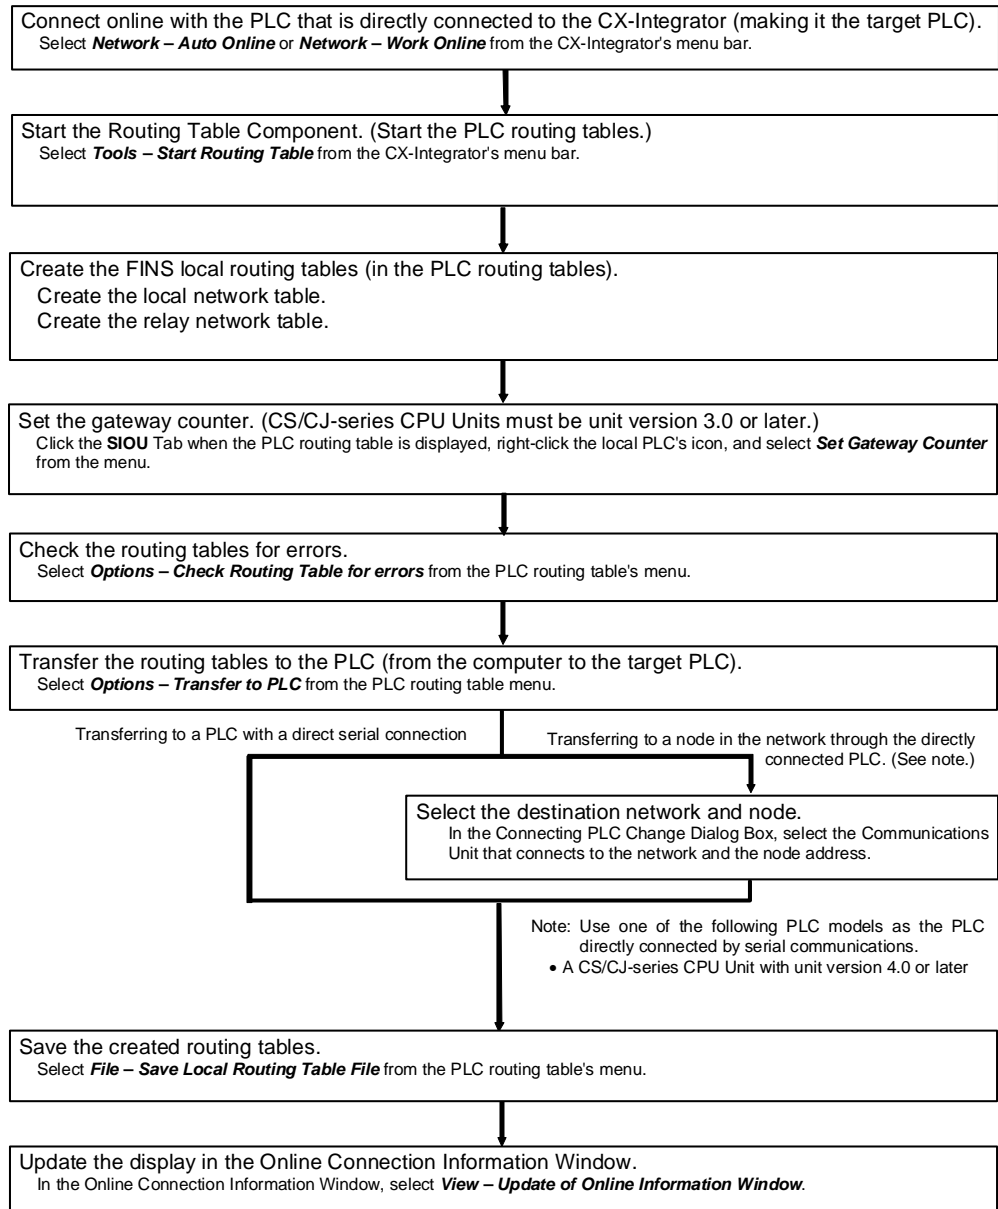 Connect online with the PLC that is directly connected to the CX-Integrator (making it the target PLC).
Select Network – Auto Online or Network – Work Online from the CX-Integrator's menu bar.
Start the Routing Table Component. (Start the PLC routing tables.)
Select Tools – Start Routing Table from the CX-Integrator's menu bar.
Create the FINS local routing tables (in the PLC routing tables).
Create the local network table.
Create the relay network table.
Set the gateway counter. (CS/CJ-series CPU Units must be unit version 3.0 or later.)
Click the SIOU Tab when the PLC routing table is displayed, right-click the local PLC's icon, and select Set Gateway Counter
from the menu.
Check the routing tables for errors.
Select Options – Check Routing Table for errors from the PLC routing table's menu.
Transfer the routing tables to the PLC (from the computer to the target PLC).
Select Options – Transfer to PLC from the PLC routing table menu.
Transferring to a PLC with a direct serial connection
Transferring to a node in the network through the directly
connected PLC. (See note.)
Select the destination network and node.
In the Connecting PLC Change Dialog Box, select the Communications
Unit that connects to the network and the node address.
Note: Use one of the following PLC models as the PLC
directly connected by serial communications.
• A CS/CJ-series CPU Unit with unit version 4.0 or later
Save the created routing tables.
Select File – Save Local Routing Table File from the PLC routing table's menu.
Update the display in the Online Connection Information Window.
In the Online Connection Information Window, select View – Update of Online Information Window.